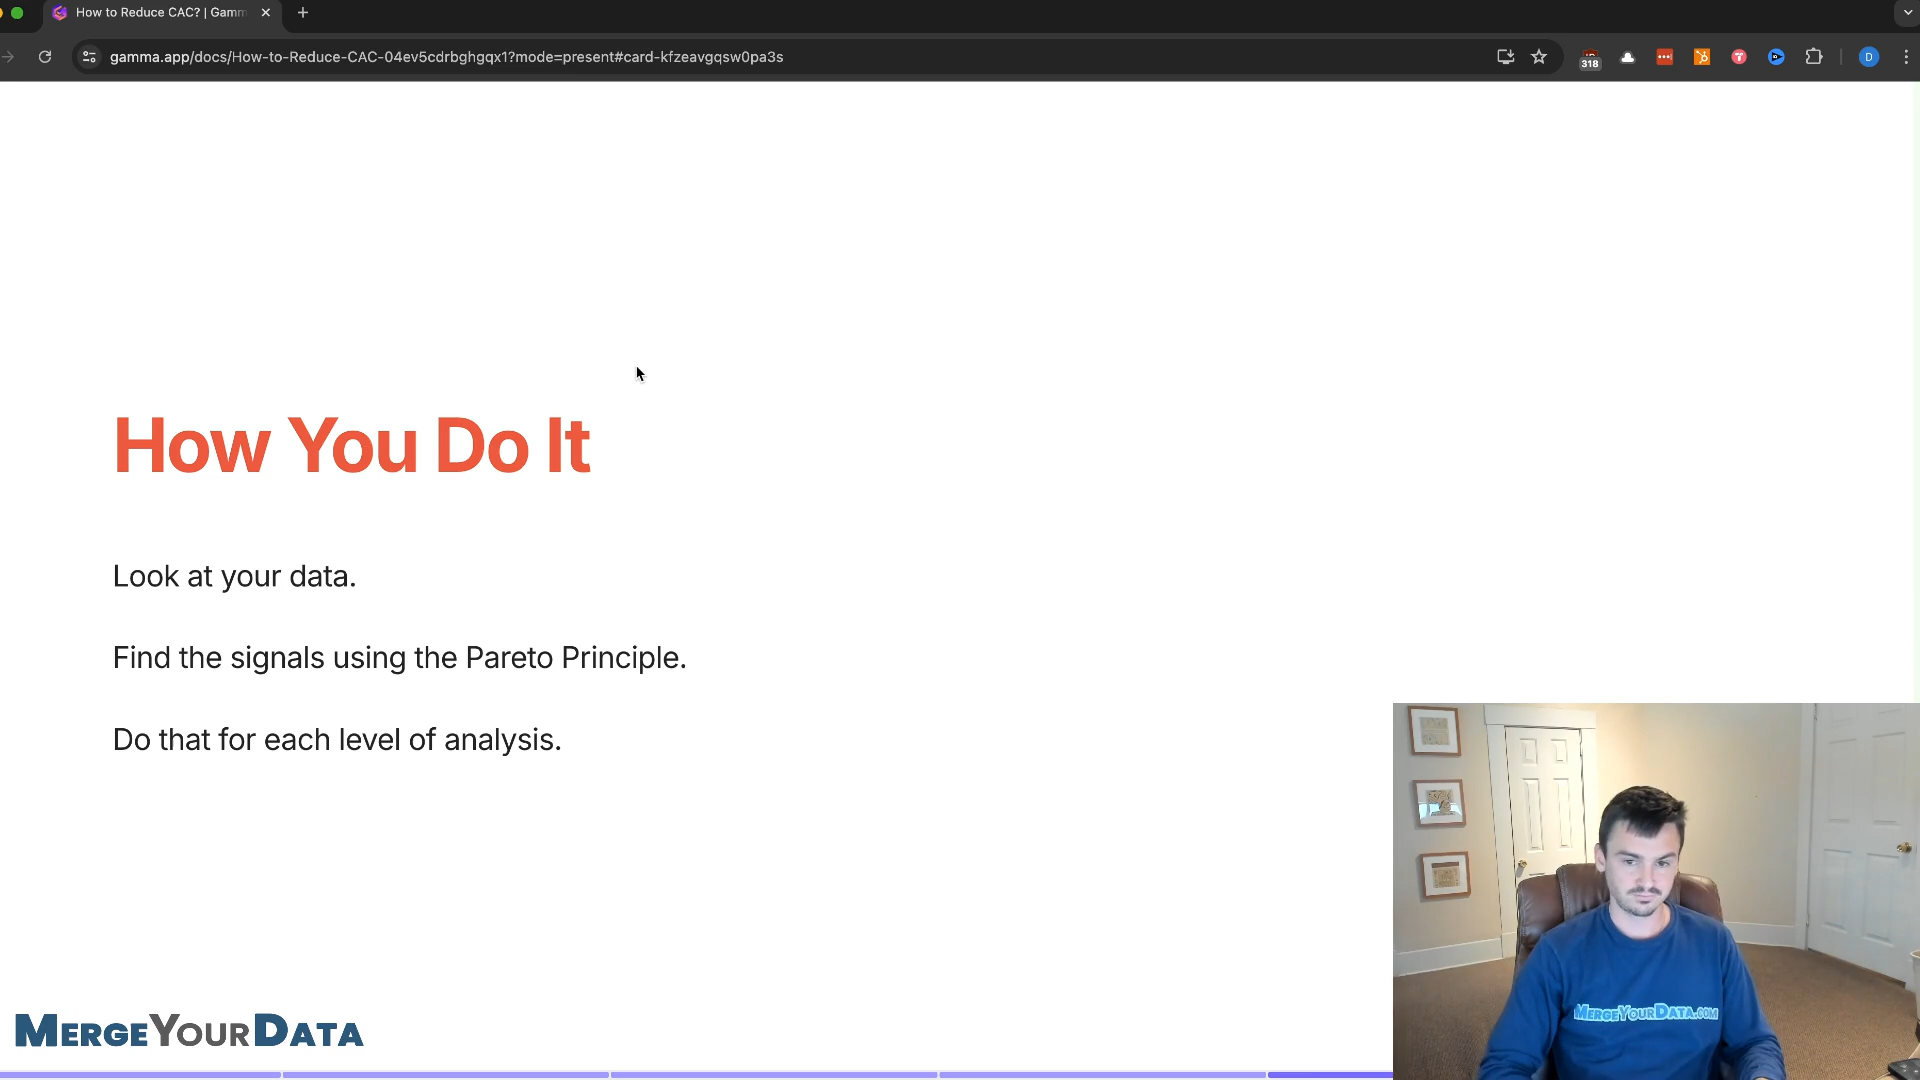 How to Reduce CAC? | Gamm
gamma.app/docs/How-to-Reduce-CAC-04ev5cdrbghgqx1?mode=present#card-kfzeavgqsw0pa3s
318
T
D
How You Do It
Look at your data.
Find the signals using the Pareto Principle.
Do that for each level of analysis.
MERGEYOURDATA.COM
MERGEYOURDATA